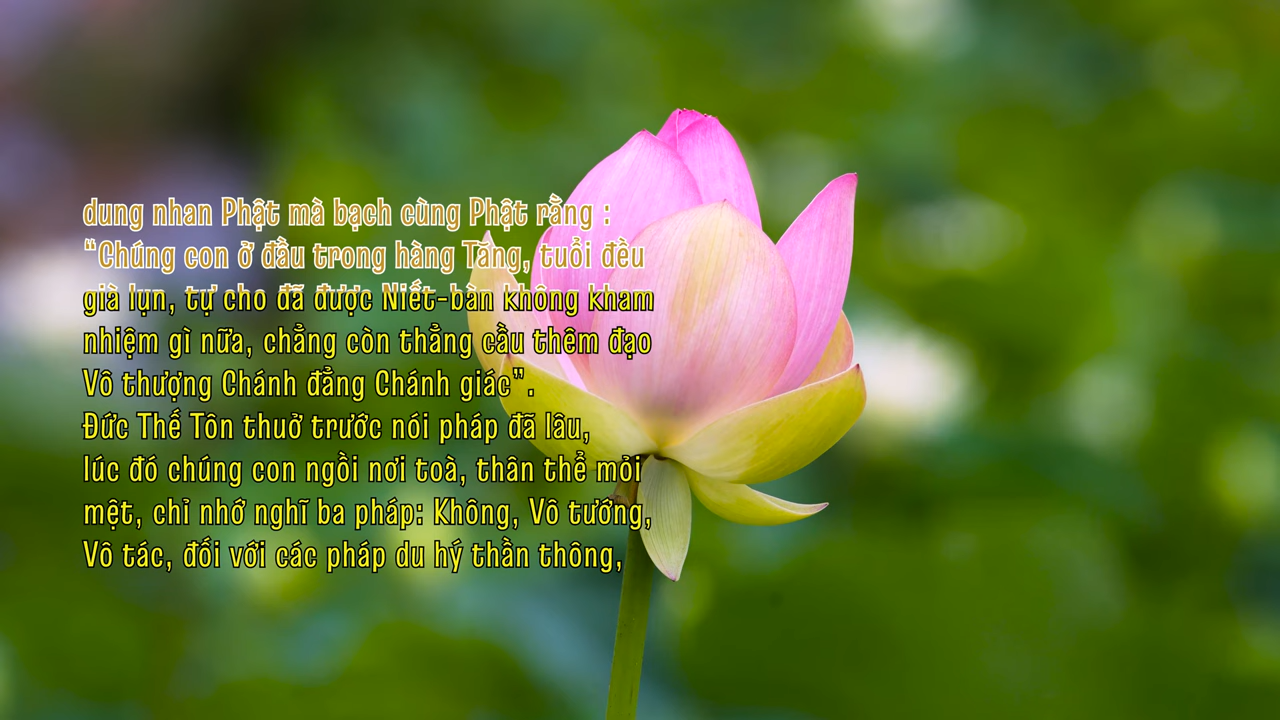 dung nhan Phật mà bạch cùng Phật rằng :
“Chúng con ở đầu trong hàng Tăng, tuổi đều
già lụn, tự cho đã được Niết-bàn không kham
nhiệm gì nữa, chẳng còn thẳng cầu thêm đạo
Vô thượng Chánh đẳng Chánh giác”.
Đức Thế Tôn thuở trước nói pháp đã lâu,
lúc đó chúng con ngồi nơi toà, thân thể mỏi
mệt, chỉ nhớ nghĩ ba pháp: Không, Vô tướng,
Vô tác, đối với các pháp du hý thần thông,